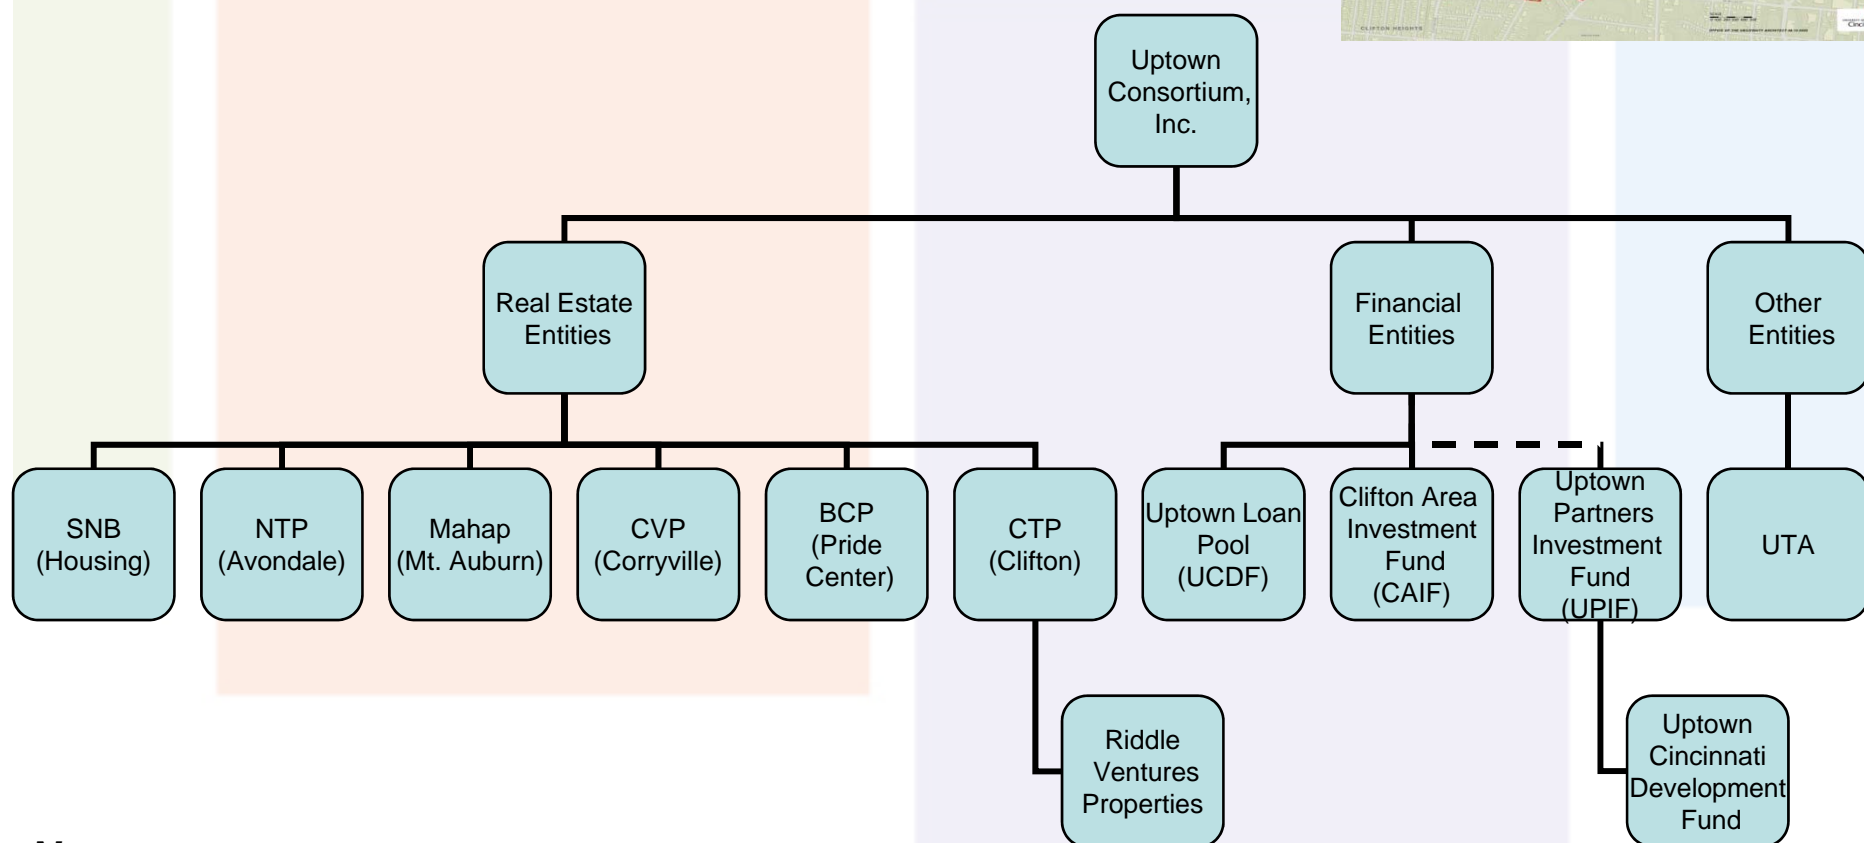 CLIFTON HEIGHTS
Uptown
Consortium,
Inc.
Real Estate
Entities
Financial
Entities
Other
Entities
SNB
(Housing)
NTP
(Avondale)
Mahap
(Mt. Auburn)
CVP
(Corryville)
BCP
(Pride
Center)
CTP
(Clifton)
Uptown Loan
Pool
(UCDF)
Clifton Area
Investment
Fund
(CAIF)
Uptown
Partners
Investment
Fund
(UPIF)
UTA
Riddle
Ventures
Properties
Uptown
Cincinnati
Development
Fund